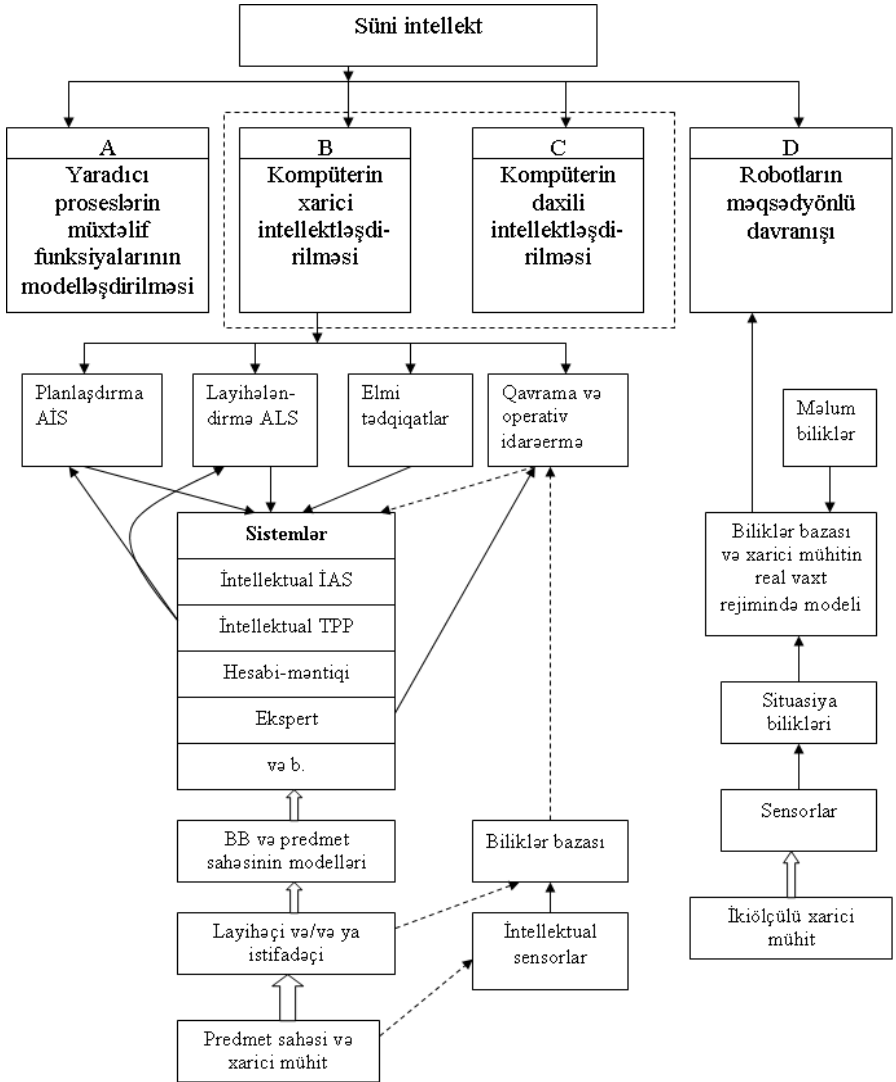 Süni intellekt
A
Yaradıcı
proseslərin
müxtəlif
funksiyalarının
modelləşdirilməsi
B
Kompüterin
xarici
intellektləşdi-
rilməsi
C
Kompüterin
daxili
intellektləşdi-
rilməsi
D
Robotların
məqsədyönlü
davranışı
Planlaşdırma
AİS
Layihələn-
dirmə ALS
Elmi
tədqiqatlar
Qavrama və
operativ
idarəermə
Məlum
biliklər
Sistemlər
İntellektual İAS
İntellektual TPP
Hesabi-məntiqi
Ekspert
və b.
Biliklər bazası
və xarici mühitin
real vaxt
rejimində modeli
Situasiya
bilikləri
Sensorlar
BB və predmet
sahəsinin modelləri
Biliklər bazası
Layihəçi və/və ya
istifadəçi
İntellektual
sensorlar
İkiölçülü xarici
mühit
Predmet sahəsi və
xarici mühit